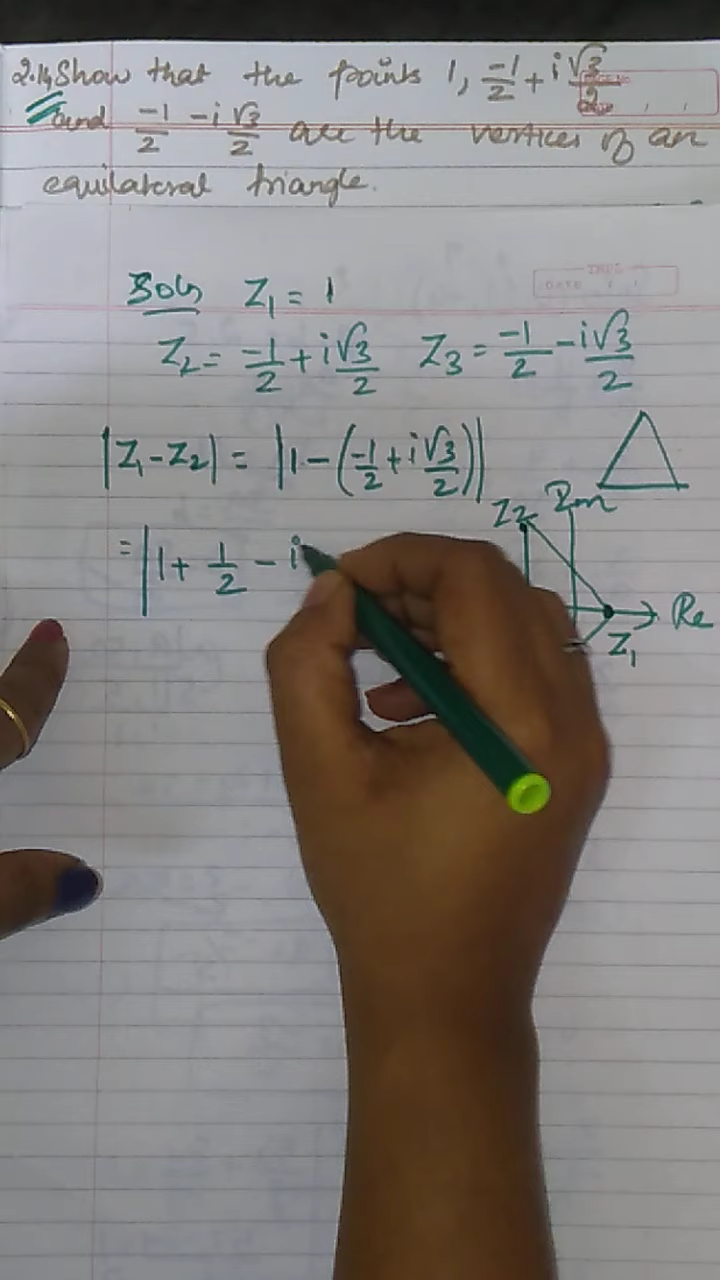 2.14 Show that the points 1, -1/2 + i√3/2
and -1/2 - i√3/2 are the vertices of an
equilateral triangle.
Soln Z₁ = 1
Z₂ = -1/2 + i√3/2 Z₃ = -1/2 - i√3/2
|Z₁ - Z₂| = |1 - (-1/2 + i√3/2)|
= |1 + 1/2 - i
Z₂ Im
Re
Z₁